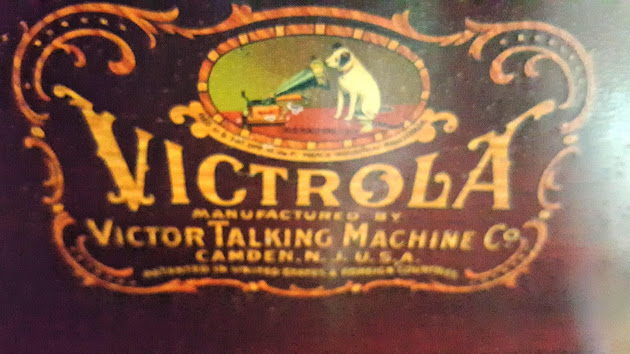 VICTROLA
MANUFACTURED BY
VICTOR TALKING MACHINE Co.
CAMDEN. N. J. U.S.A.
PATENTED IN UNITED STATES & FOREIGN COUNTRIES